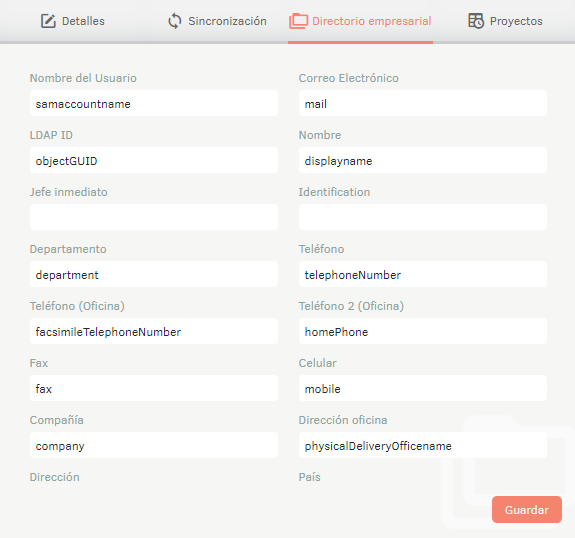 Detalles Sincronización Directorio empresarial Proyectos
Nombre del Usuario Correo Electrónico
samaccountname mail
LDAP ID Nombre
objectGUID displayname
Jefe inmediato Identification
Departamento Teléfono
department telephoneNumber
Teléfono (Oficina) Teléfono 2 (Oficina)
facsimileTelephoneNumber homePhone
Fax Celular
fax mobile
Compañía Dirección oficina
company physicalDeliveryOfficename
Dirección País
Guardar